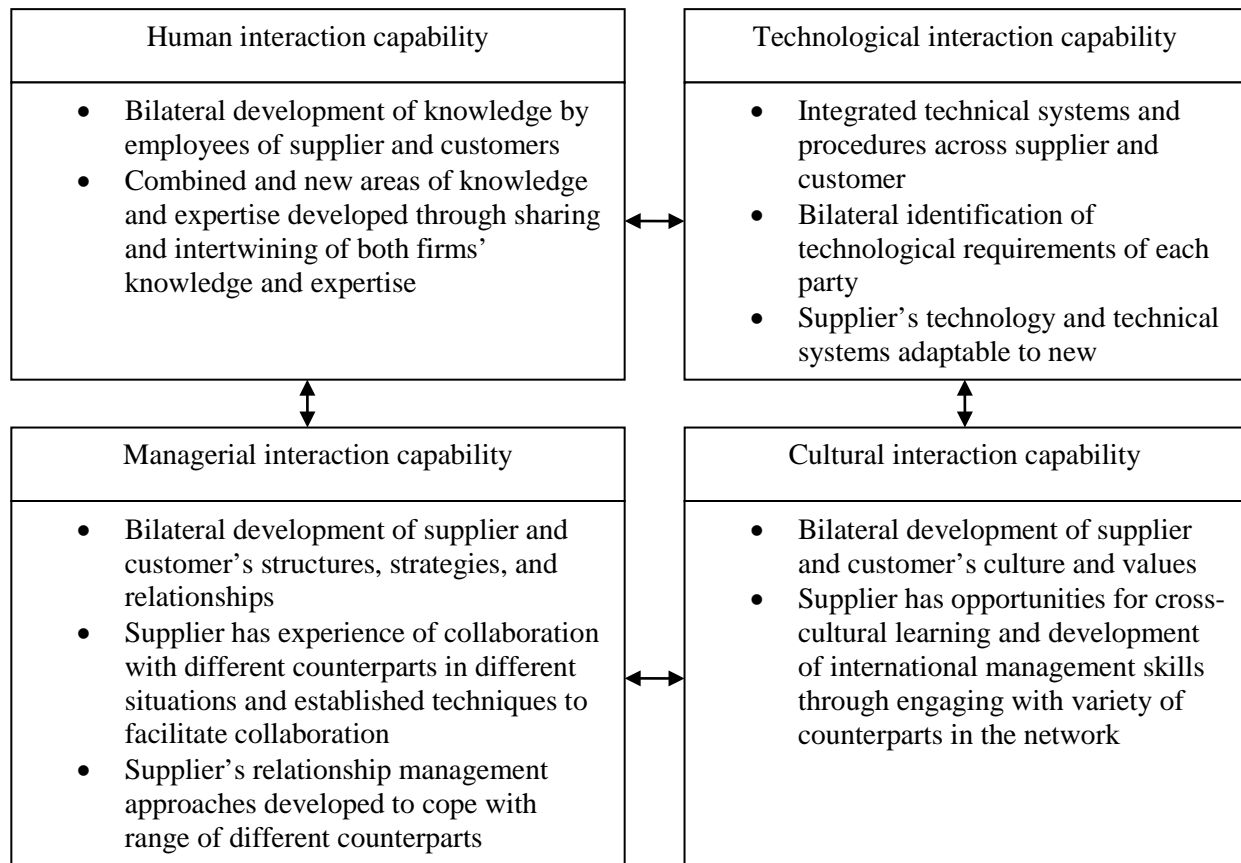 Human interaction capability
• Bilateral development of knowledge by
employees of supplier and customers
• Combined and new areas of knowledge
and expertise developed through sharing
and intertwining of both firms’
knowledge and expertise
Technological interaction capability
• Integrated technical systems and
procedures across supplier and
customer
• Bilateral identification of
technological requirements of each
party
• Supplier’s technology and technical
systems adaptable to new
Managerial interaction capability
• Bilateral development of supplier and
customer’s structures, strategies, and
relationships
• Supplier has experience of collaboration
with different counterparts in different
situations and established techniques to
facilitate collaboration
• Supplier’s relationship management
approaches developed to cope with
range of different counterparts
Cultural interaction capability
• Bilateral development of supplier
and customer’s culture and values
• Supplier has opportunities for cross-
cultural learning and development
of international management skills
through engaging with variety of
counterparts in the network